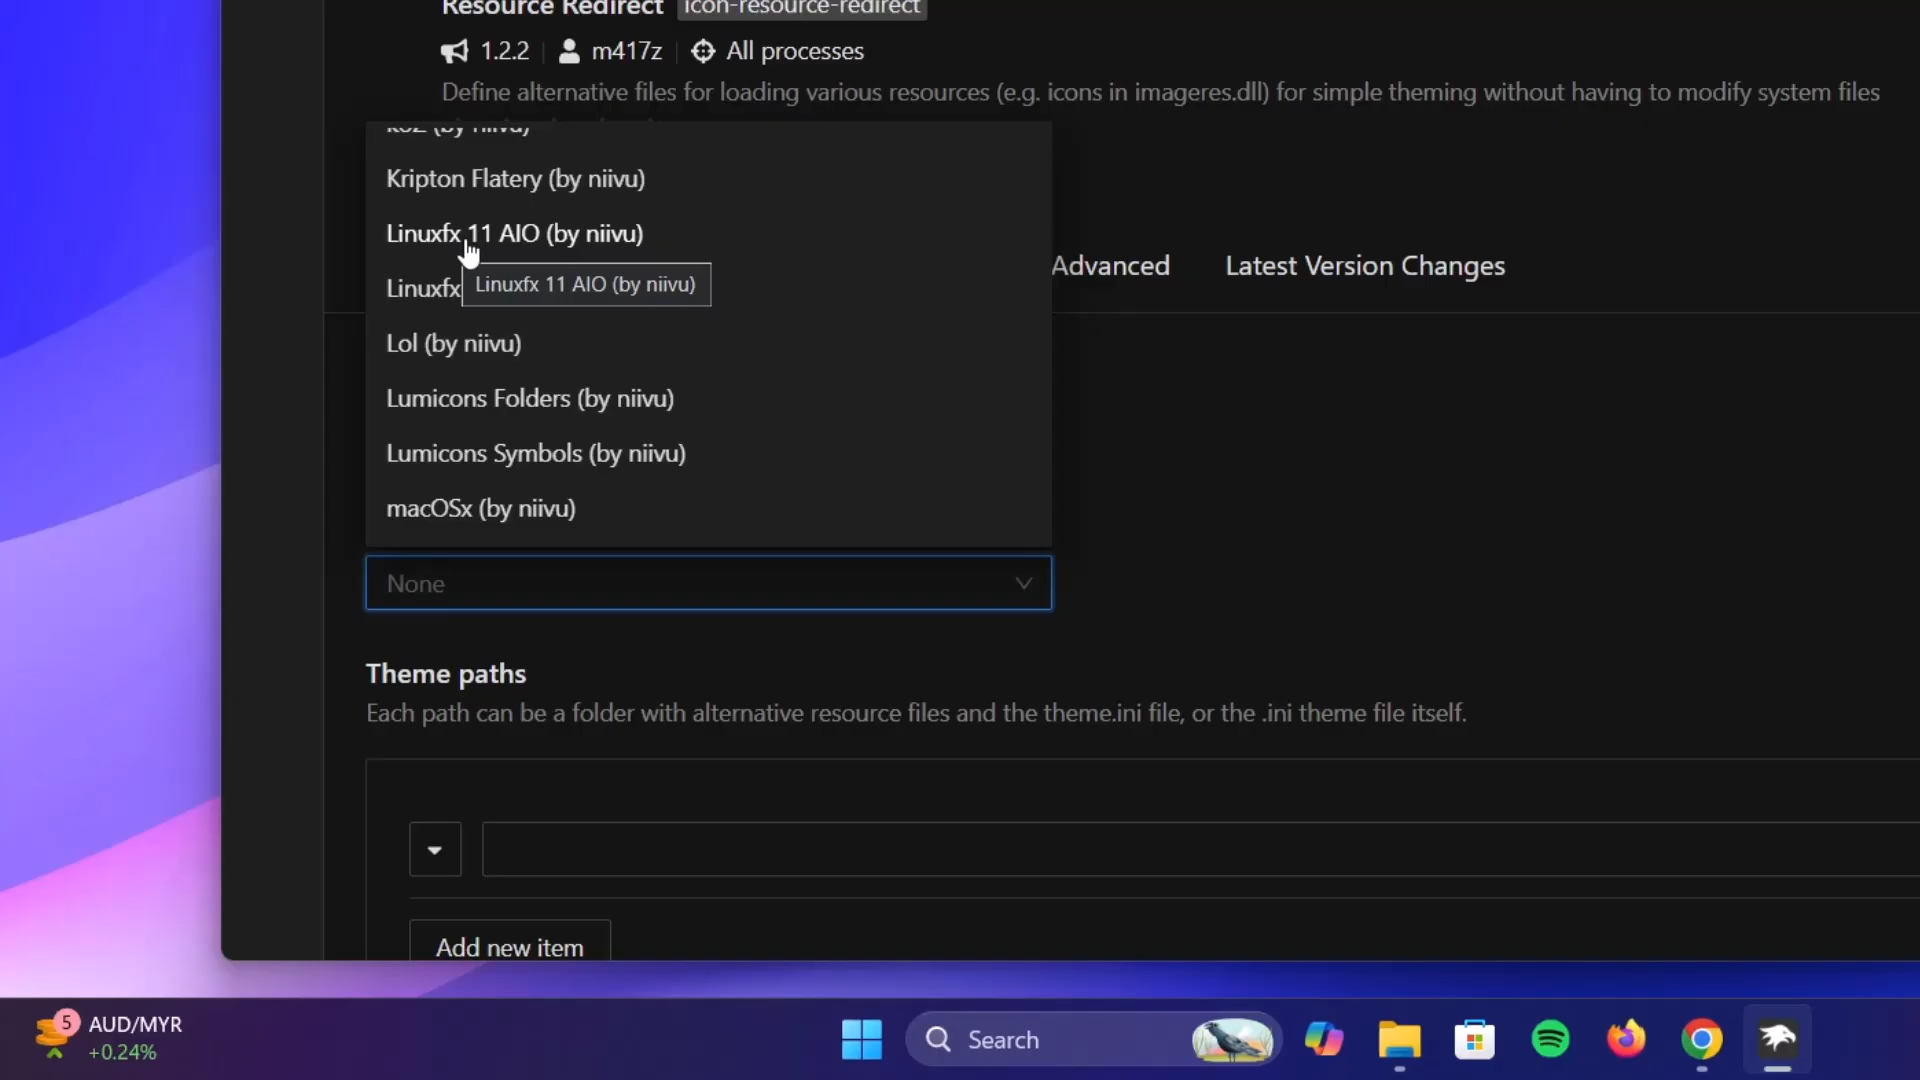 Resource Redirect icon-resource-redirect
1.2.2 m417z All processes
Define alternative files for loading various resources (e.g. icons in imageres.dll) for simple theming without having to modify system files
(by niivu)
Kripton Flatery (by niivu)
Linuxfx 11 AIO (by niivu)
Linuxfx
Linuxfx 11 AIO (by niivu)
Advanced
Latest Version Changes
Lol (by niivu)
Lumicons Folders (by niivu)
Lumicons Symbols (by niivu)
macOSx (by niivu)
None
Theme paths
Each path can be a folder with alternative resource files and the theme.ini file, or the .ini theme file itself.
Add new item
5
AUD/MYR
+0.24%
Search